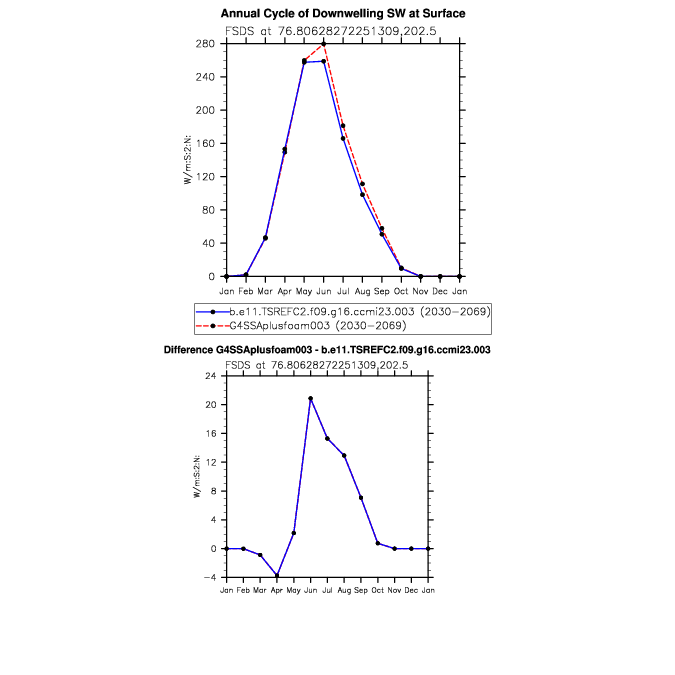 Annual Cycle of Downwelling SW at Surface
FSDS at 76.80628272251309,202.5
280
240
200
160
120
80
40
0
W/m:S:2:N:
Jan Feb Mar Apr May Jun Jul Aug Sep Oct Nov Dec Jan
b.e11.TSREFC2.f09.g16.ccmi23.003 (2030-2069)
G4SSAplusfoam003 (2030-2069)
Difference G4SSAplusfoam003 - b.e11.TSREFC2.f09.g16.ccmi23.003
FSDS at 76.80628272251309,202.5
24
20
16
12
8
4
0
-4
W/m:S:2:N:
Jan Feb Mar Apr May Jun Jul Aug Sep Oct Nov Dec Jan